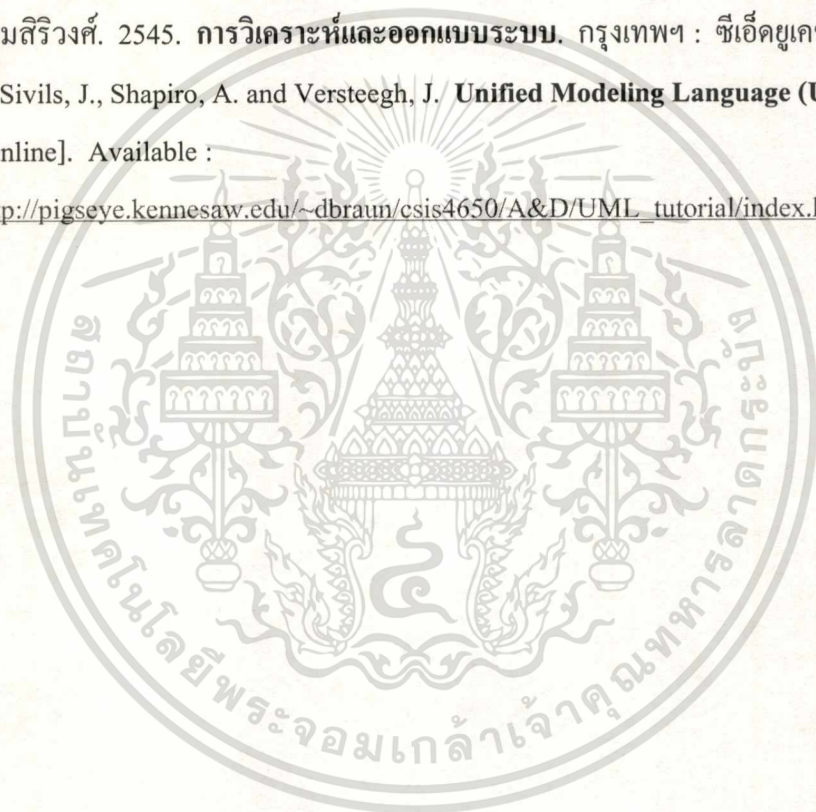 มสิริวงศ์. 2545. การวิเคราะห์และออกแบบระบบ. กรุงเทพฯ : ซีเอ็ดยูเค
Sivils, J., Shapiro, A. and Versteegh, J. Unified Modeling Language (U
nline]. Available :
p://pigseye.kennesaw.edu/~dbraun/csis4650/A&D/UML_tutorial/index.
สถาบันเทคโนโลยีพระจอมเกล้าเจ้าคุณทหารลาดกระบัง
๔